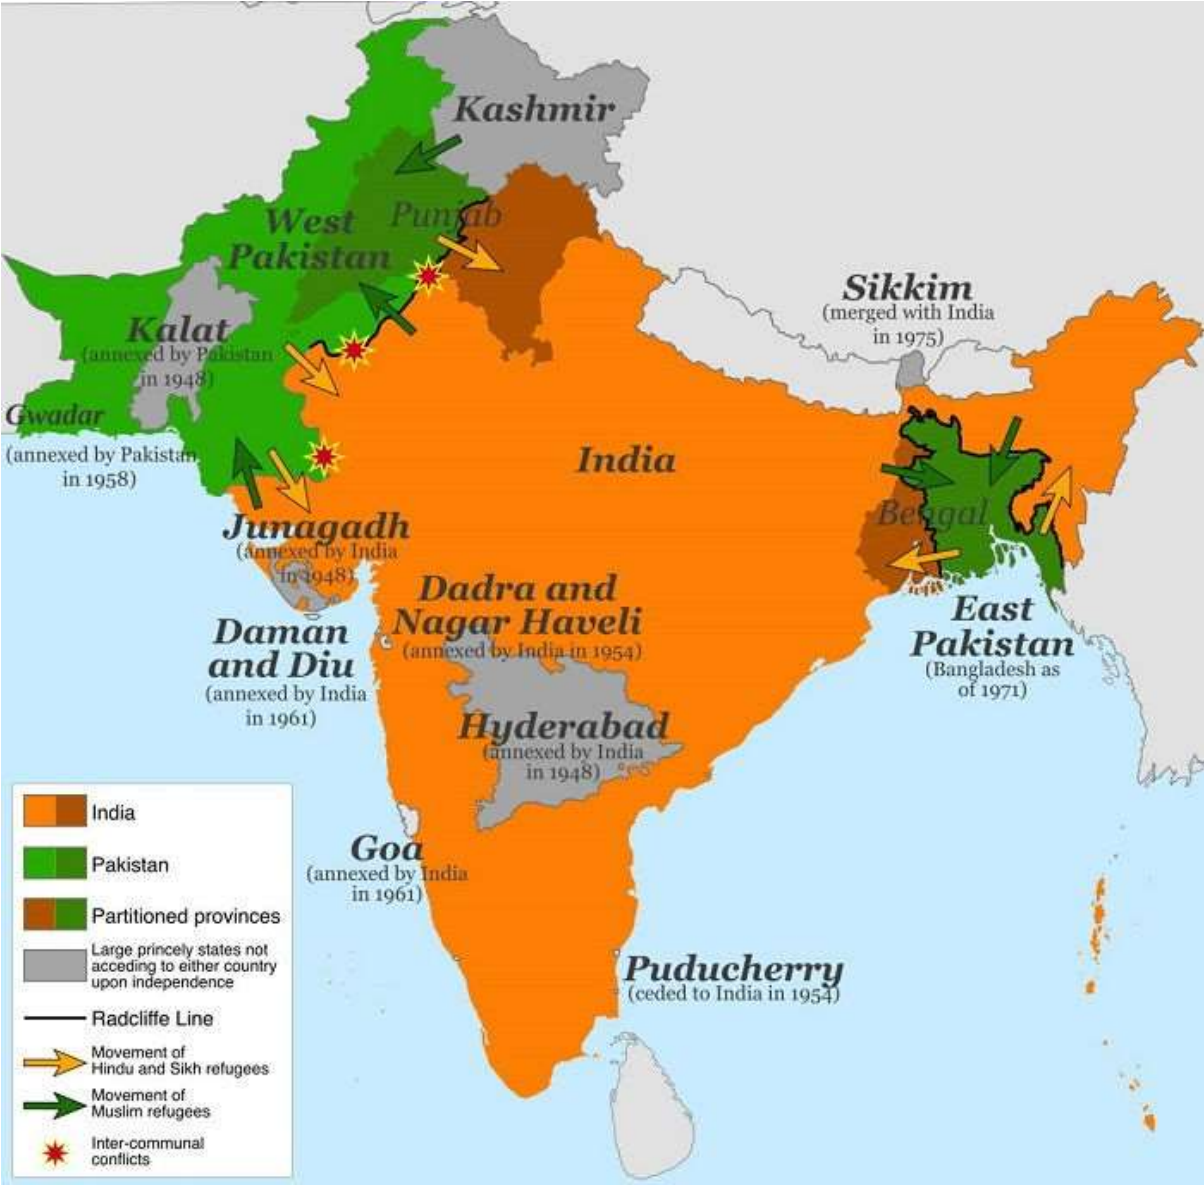 Kashmir
Punjab
West
Pakistan
Sikkim
(merged with India
in 1975)
Kalat
(annexed by Pakistan
in 1948)
Gwadar
(annexed by Pakistan
in 1958)
India
Bengal
Junagadh
(annexed by India
in 1948)
Dadra and
Nagar Haveli
(annexed by India in 1954)
East
Pakistan
(Bangladesh as
of 1971)
Daman
and Diu
(annexed by India
in 1961)
Hyderabad
(annexed by India
in 1948)
Goa
(annexed by India
in 1961)
Puducherry
(ceded to India in 1954)
India
Pakistan
Partitioned provinces
Large princely states not
acceding to either country
upon independence
Radcliffe Line
Movement of
Hindu and Sikh refugees
Movement of
Muslim refugees
Inter-communal
conflicts